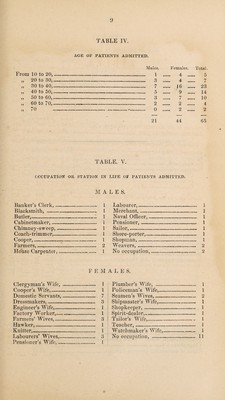 9
TABLE IV.
AGE OF PATIENTS ADMITTED.
Males. Females. Total.
From 10 to 20, 1 4 5
„ 20 to 30, 3 4 7
„ 30 to 40, 7 16 23
„ 40 to 50, 5 9 14
„ 50 to 60, 3 7 10
„ 60 to 70, 2 2 4
„ 70 0 2 2
21 44 65
TABLE. V.
OCCUPATION OR STATION IN LIFE OF PATIENTS ADMITTED.
MALES.
Banker's Clerk, 1 Labourer, 1
Blacksmith, 1 Merchant, 1
Butler, 1 Naval Officer, 1
Cabinetmaker, 1 Pensioner, 1
Chimney-sweep, 1 Sailor, 1
Coach-trimmer, 1 Shore-porter, 1
Cooper, 1 Shopman, 1
Farmers, 2 Weavers, 2
House Carpenter, 1 No occupation, 2
FEMALES.
Clergyman's Wife, 1 Plumber's Wife, 1
Cooper's Wife, 1 Policeman's Wife, 1
Domestic Servants, 7 Seamen's Wives, 2
Dressmakers, 3 Shipmaster's Wife, 1
Engineer's Wife, 1 Shopkeeper, 1
Factory Worker, 1 Spirit-dealer, 1
Farmers' Wives, 3 Tailor's Wife, 1
Hawker, 1 Teacher, 1
Knitter, 1 Watchmaker's Wife, 1
Labourers' Wives, 3 No occupation, 11
Pensioner's Wife, 1